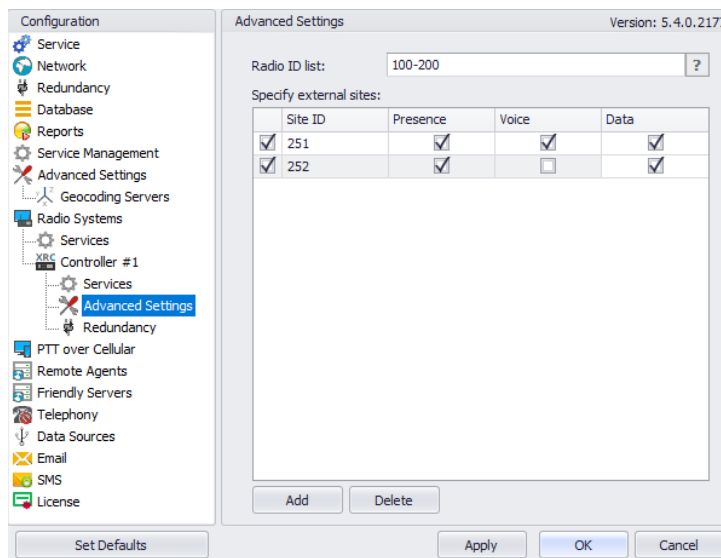 Configuration
Service
Network
Redundancy
Database
Reports
Service Management
Advanced Settings
Geocoding Servers
Radio Systems
Services
XRC Controller #1
Services
Advanced Settings
Redundancy
PTT over Cellular
Remote Agents
Friendly Servers
Telephony
Data Sources
Email
SMS
License
Set Defaults
Advanced Settings Version: 5.4.0.217
Radio ID list: 100-200 ?
Specify external sites:
Site ID Presence Voice Data
251
252
Add Delete
Apply OK Cancel